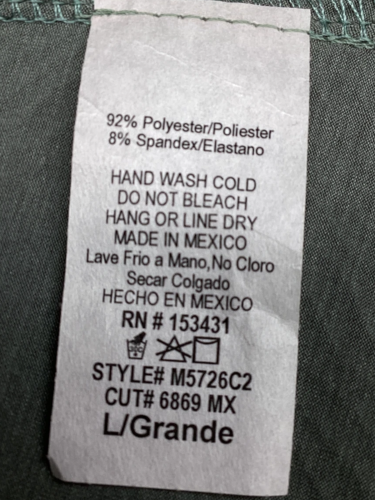 92% Polyester/Poliester
8% Spandex/Elastano
HAND WASH COLD
DO NOT BLEACH
HANG OR LINE DRY
MADE IN MEXICO
Lave Frio a Mano,No Cloro
Secar Colgado
HECHO EN MEXICO
RN # 153431
STYLE# M5726C2
CUT# 6869 MX
L/Grande